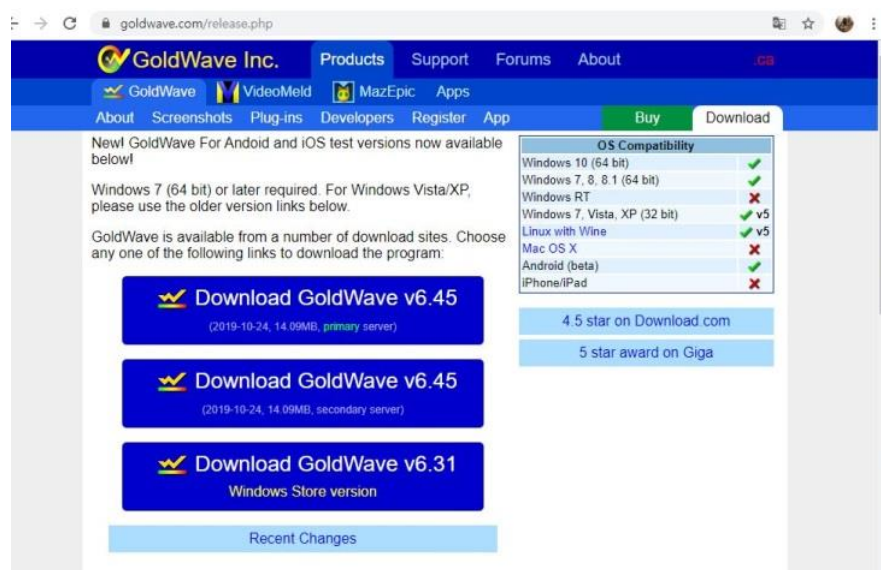 goldwave.com/release.php
GoldWave Inc.
Products Support Forums About .ca
GoldWave VideoMeld MazEpic Apps
About Screenshots Plug-ins Developers Register App Buy Download
New! GoldWave For Andoid and iOS test versions now available
below!
Windows 7 (64 bit) or later required. For Windows Vista/XP,
please use the older version links below.
GoldWave is available from a number of download sites. Choose
any one of the following links to download the program:
Download GoldWave v6.45
(2019-10-24, 14.09MB, primary server)
Download GoldWave v6.45
(2019-10-24, 14.09MB, secondary server)
Download GoldWave v6.31
Windows Store version
Recent Changes
OS Compatibility
Windows 10 (64 bit)
Windows 7, 8, 8.1 (64 bit)
Windows RT
Windows 7, Vista, XP (32 bit) v5
Linux with Wine v5
Mac OS X
Android (beta)
iPhone/iPad
4.5 star on Download.com
5 star award on Giga